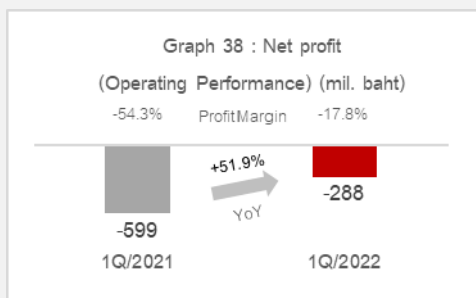 Graph 38 : Net profit
(Operating Performance) (mil. baht)
-54.3% ProfitMargin -17.8%
+51.9%
YoY
-288
-599
1Q/2021 1Q/2022